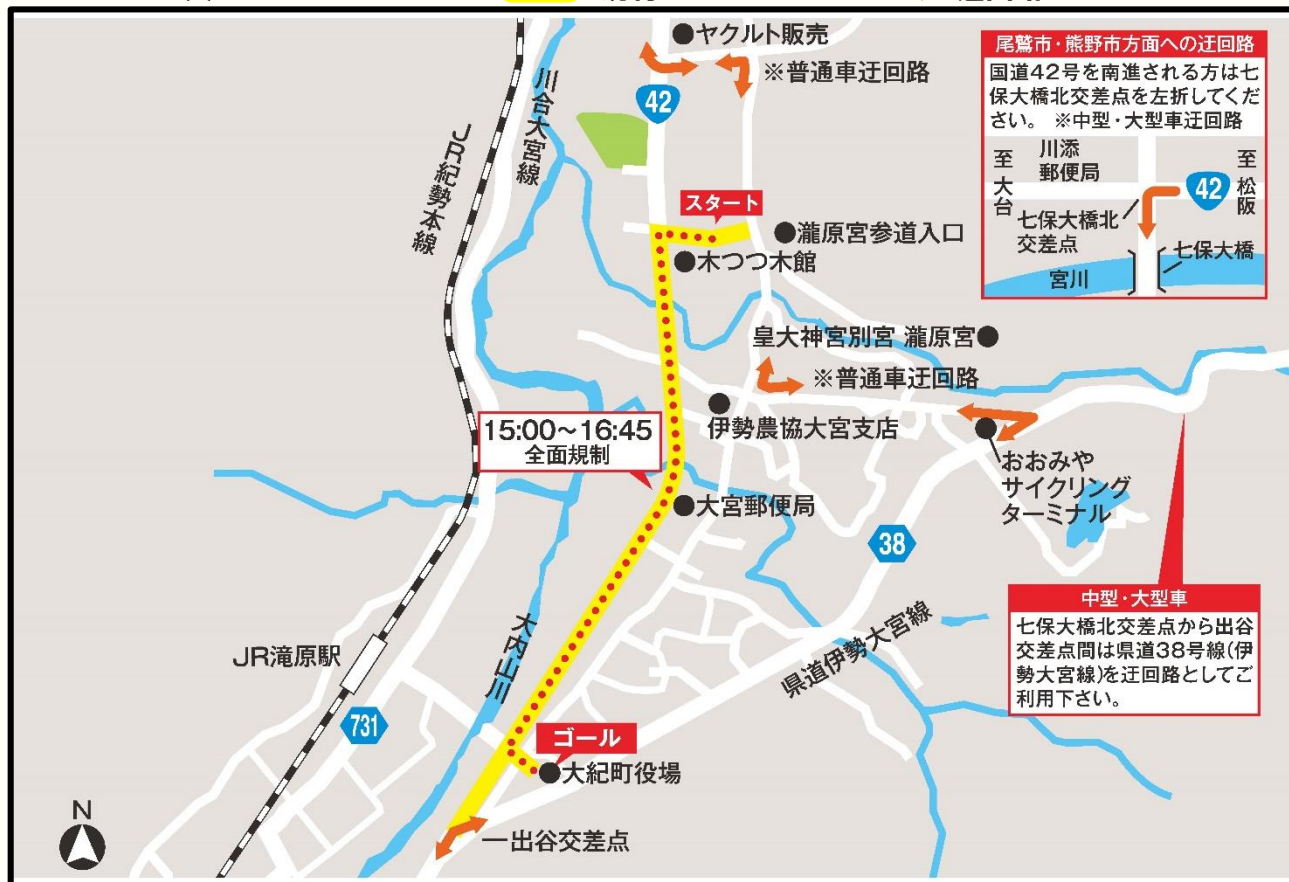 ヤクルト販売
※普通車迂回路
42
川合大宮線
JR紀勢本線
スタート
瀧原宮参道入口
木つつ木館
尾鷲市・熊野市方面への迂回路
国道42号を南進される方は七
保大橋北交差点を左折してくだ
さい。 ※中型・大型車迂回路
至大台
川添
郵便局
42
至松阪
七保大橋北
交差点
七保大橋
宮川
皇大神宮別宮 瀧原宮
※普通車迂回路
伊勢農協大宮支店
15:00〜16:45
全面規制
おおみや
サイクリング
ターミナル
大宮郵便局
38
中型・大型車
七保大橋北交差点から出谷
交差点間は県道38号線(伊
勢大宮線)を迂回路としてご
利用下さい。
県道伊勢大宮線
大内山川
JR滝原駅
731
ゴール
大紀町役場
出谷交差点
N